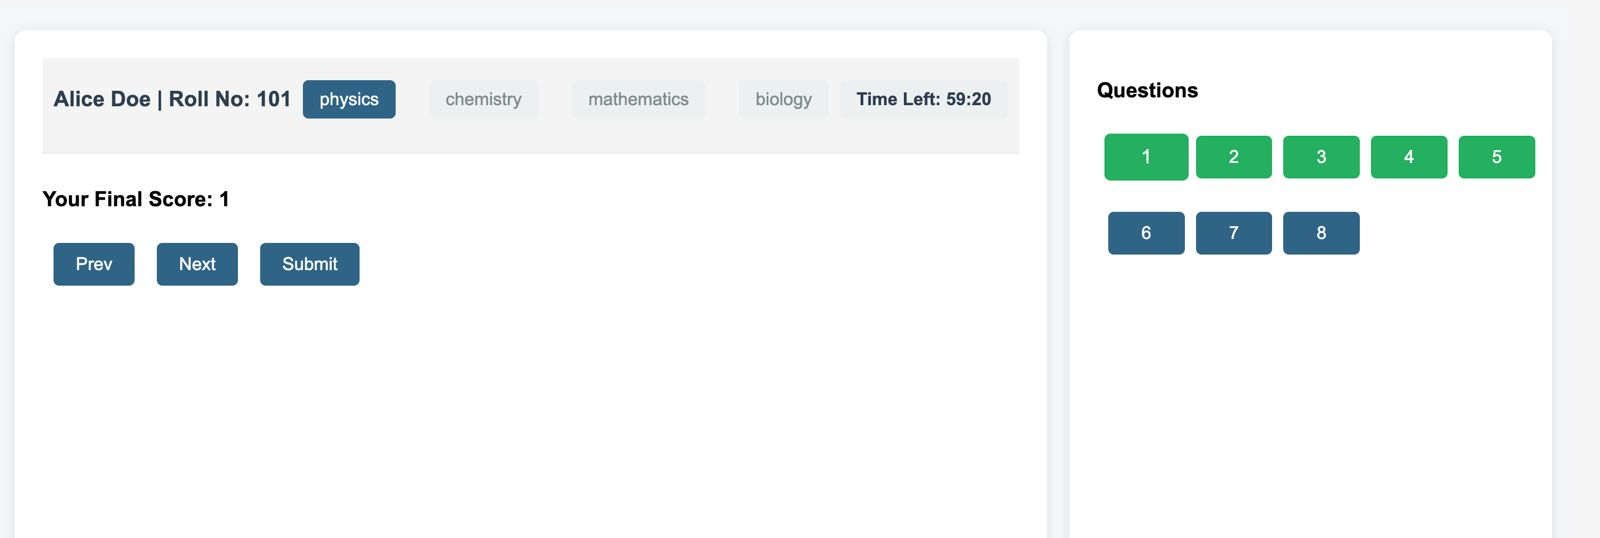 Alice Doe | Roll No: 101 physics chemistry mathematics biology Time Left: 59:20
Your Final Score: 1
Prev Next Submit
Questions
1 2 3 4 5
6 7 8